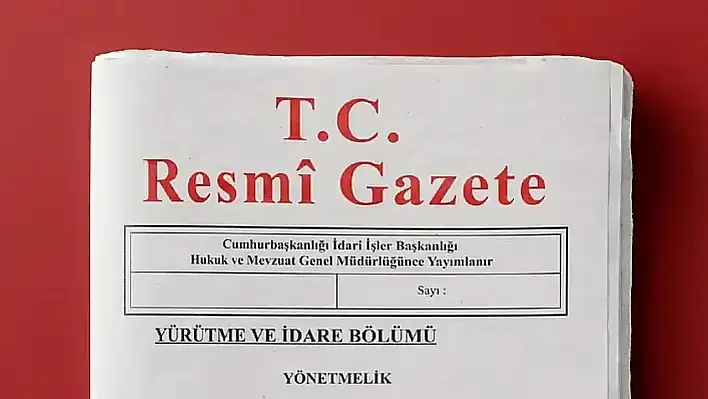 T.C.
Resmî Gazete
Cumhurbaşkanlığı İdari İşler Başkanlığı
Hukuk ve Mevzuat Genel Müdürlüğünce Yayımlanır
Sayı :
YÜRÜTME VE İDARE BÖLÜMÜ
YÖNETMELİK